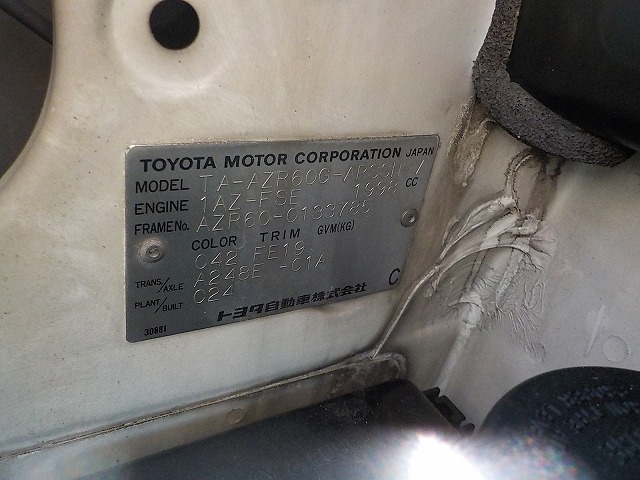 TOYOTA MOTOR CORPORATION JAPAN
MODEL TA-AZR60G-
ENGINE 1AZ-FSE 1998 CC
FRAME No. AZR60-0133785
COLOR TRIM GVM(KG)
042 FE19
TRANS/AXLE A248E -01A
PLANT/BUILT C24 C
30881 トヨタ自動車株式会社